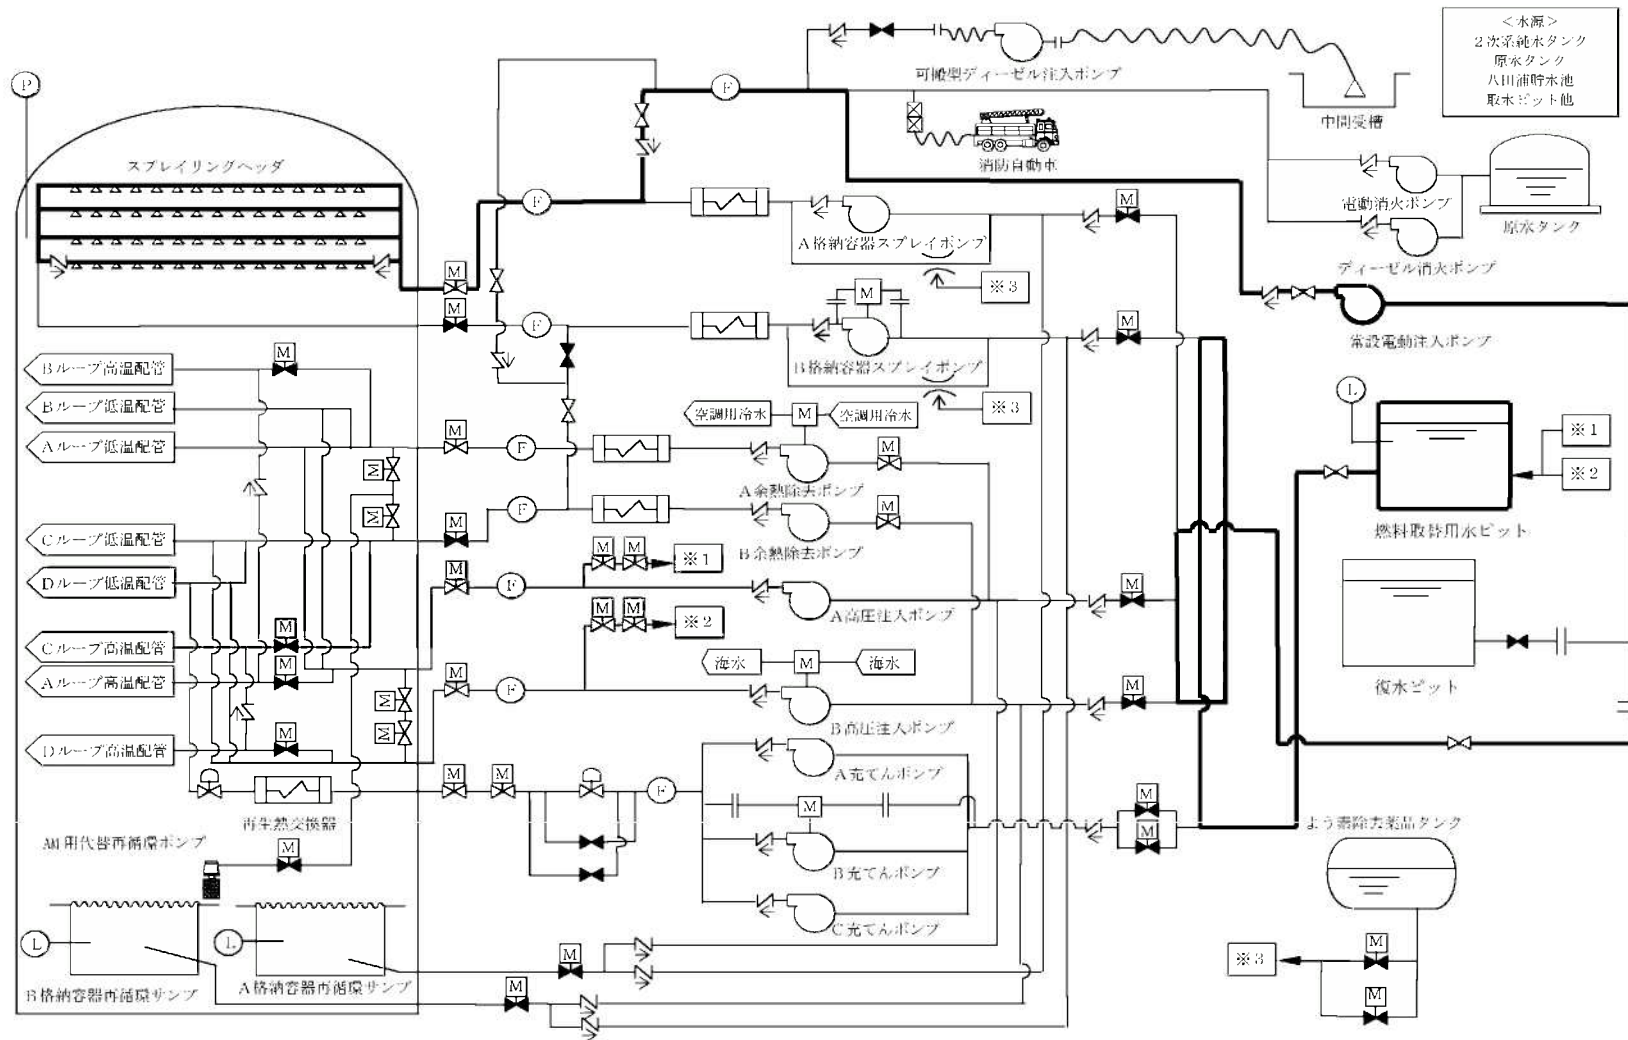 <水源>
2次系純水タンク
原水タンク
八田浦貯水池
取水ピット他
P
可搬型ディーゼル注入ポンプ
中間受槽
F
消防自動車
スプレイリングヘッダ
電動消火ポンプ
原水タンク
F
A格納容器スプレイポンプ
ディーゼル消火ポンプ
M
M
※3
M
M
F
M
常設電動注入ポンプ
B格納容器スプレイポンプ
※3
Bループ高温配管
M
Bループ低温配管
空調用冷水
M
空調用冷水
L
Aループ低温配管
M
F
M
M
※1
※2
A余熱除去ポンプ
M
M
F
M
燃料取替用水ピット
Cループ低温配管
B余熱除去ポンプ
M
M
※1
Dループ低温配管
M
F
M
A高圧注入ポンプ
M
M
※2
Cループ高温配管
M
海水
M
海水
Aループ高温配管
M
M
F
M
復水ピット
M
M
B高圧注入ポンプ
Dループ高温配管
M
A充てんポンプ
M
M
F
M
M
再生熱交換器
よう素除去薬品タンク
AM用代替再循環ポンプ
M
M
B充てんポンプ
C充てんポンプ
L
L
M
M
※3
M
M
B格納容器再循環サンプ
A格納容器再循環サンプ